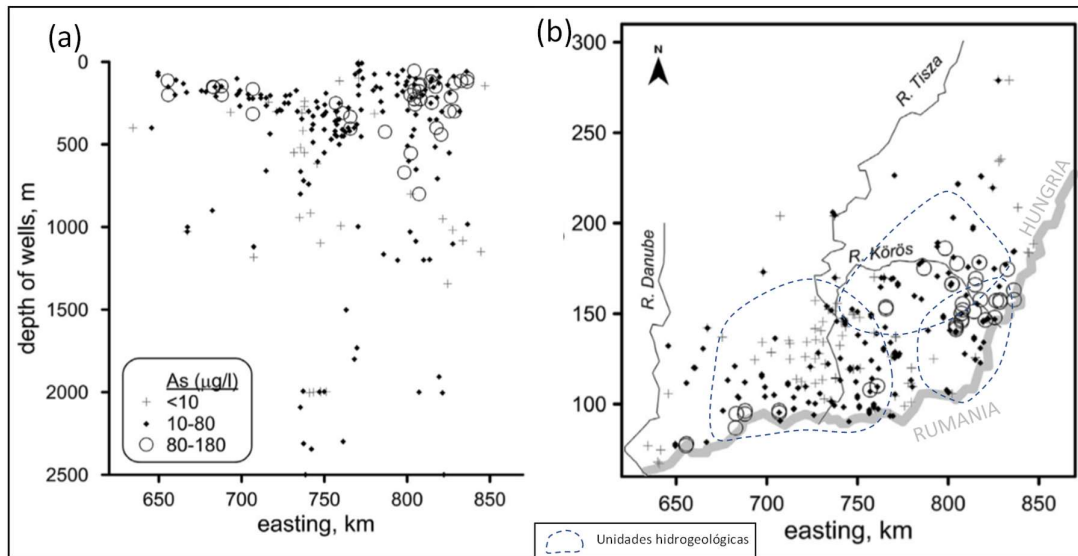 (a)
0
500
1000
1500
2000
2500
depth of wells, m
650
700
750
800
850
easting, km
As (µg/l)
<10
10-80
80-180
(b)
N
300
250
200
150
100
R. Tisza
R. Danube
R. Körös
HUNGRIA
RUMANIA
650
700
750
800
850
easting, km
Unidades hidrogeológicas